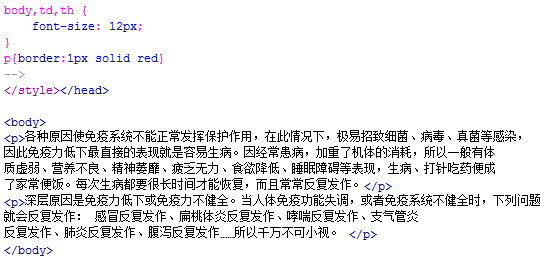 body,td,th {
    font-size: 12px;
}
p{border:1px solid red}
-->
</style></head>

<body>
<p>各种原因使免疫系统不能正常发挥保护作用，在此情况下，极易招致细菌、病毒、真菌等感染，
因此免疫力低下最直接的表现就是容易生病。因经常患病，加重了机体的消耗，所以一般有体
质虚弱、营养不良、精神萎靡、疲乏无力、食欲降低、睡眠障碍等表现，生病、打针吃药便成
了家常便饭。每次生病都要很长时间才能恢复，而且常常反复发作。</p>
<p>深层原因是免疫力低下或免疫力不健全。当人体免疫功能失调，或者免疫系统不健全时，下列问题
就会反复发作： 感冒反复发作、扁桃体炎反复发作、哮喘反复发作、支气管炎
反复发作、肺炎反复发作、腹泻反复发作……所以千万不可小视。 </p>
</body>